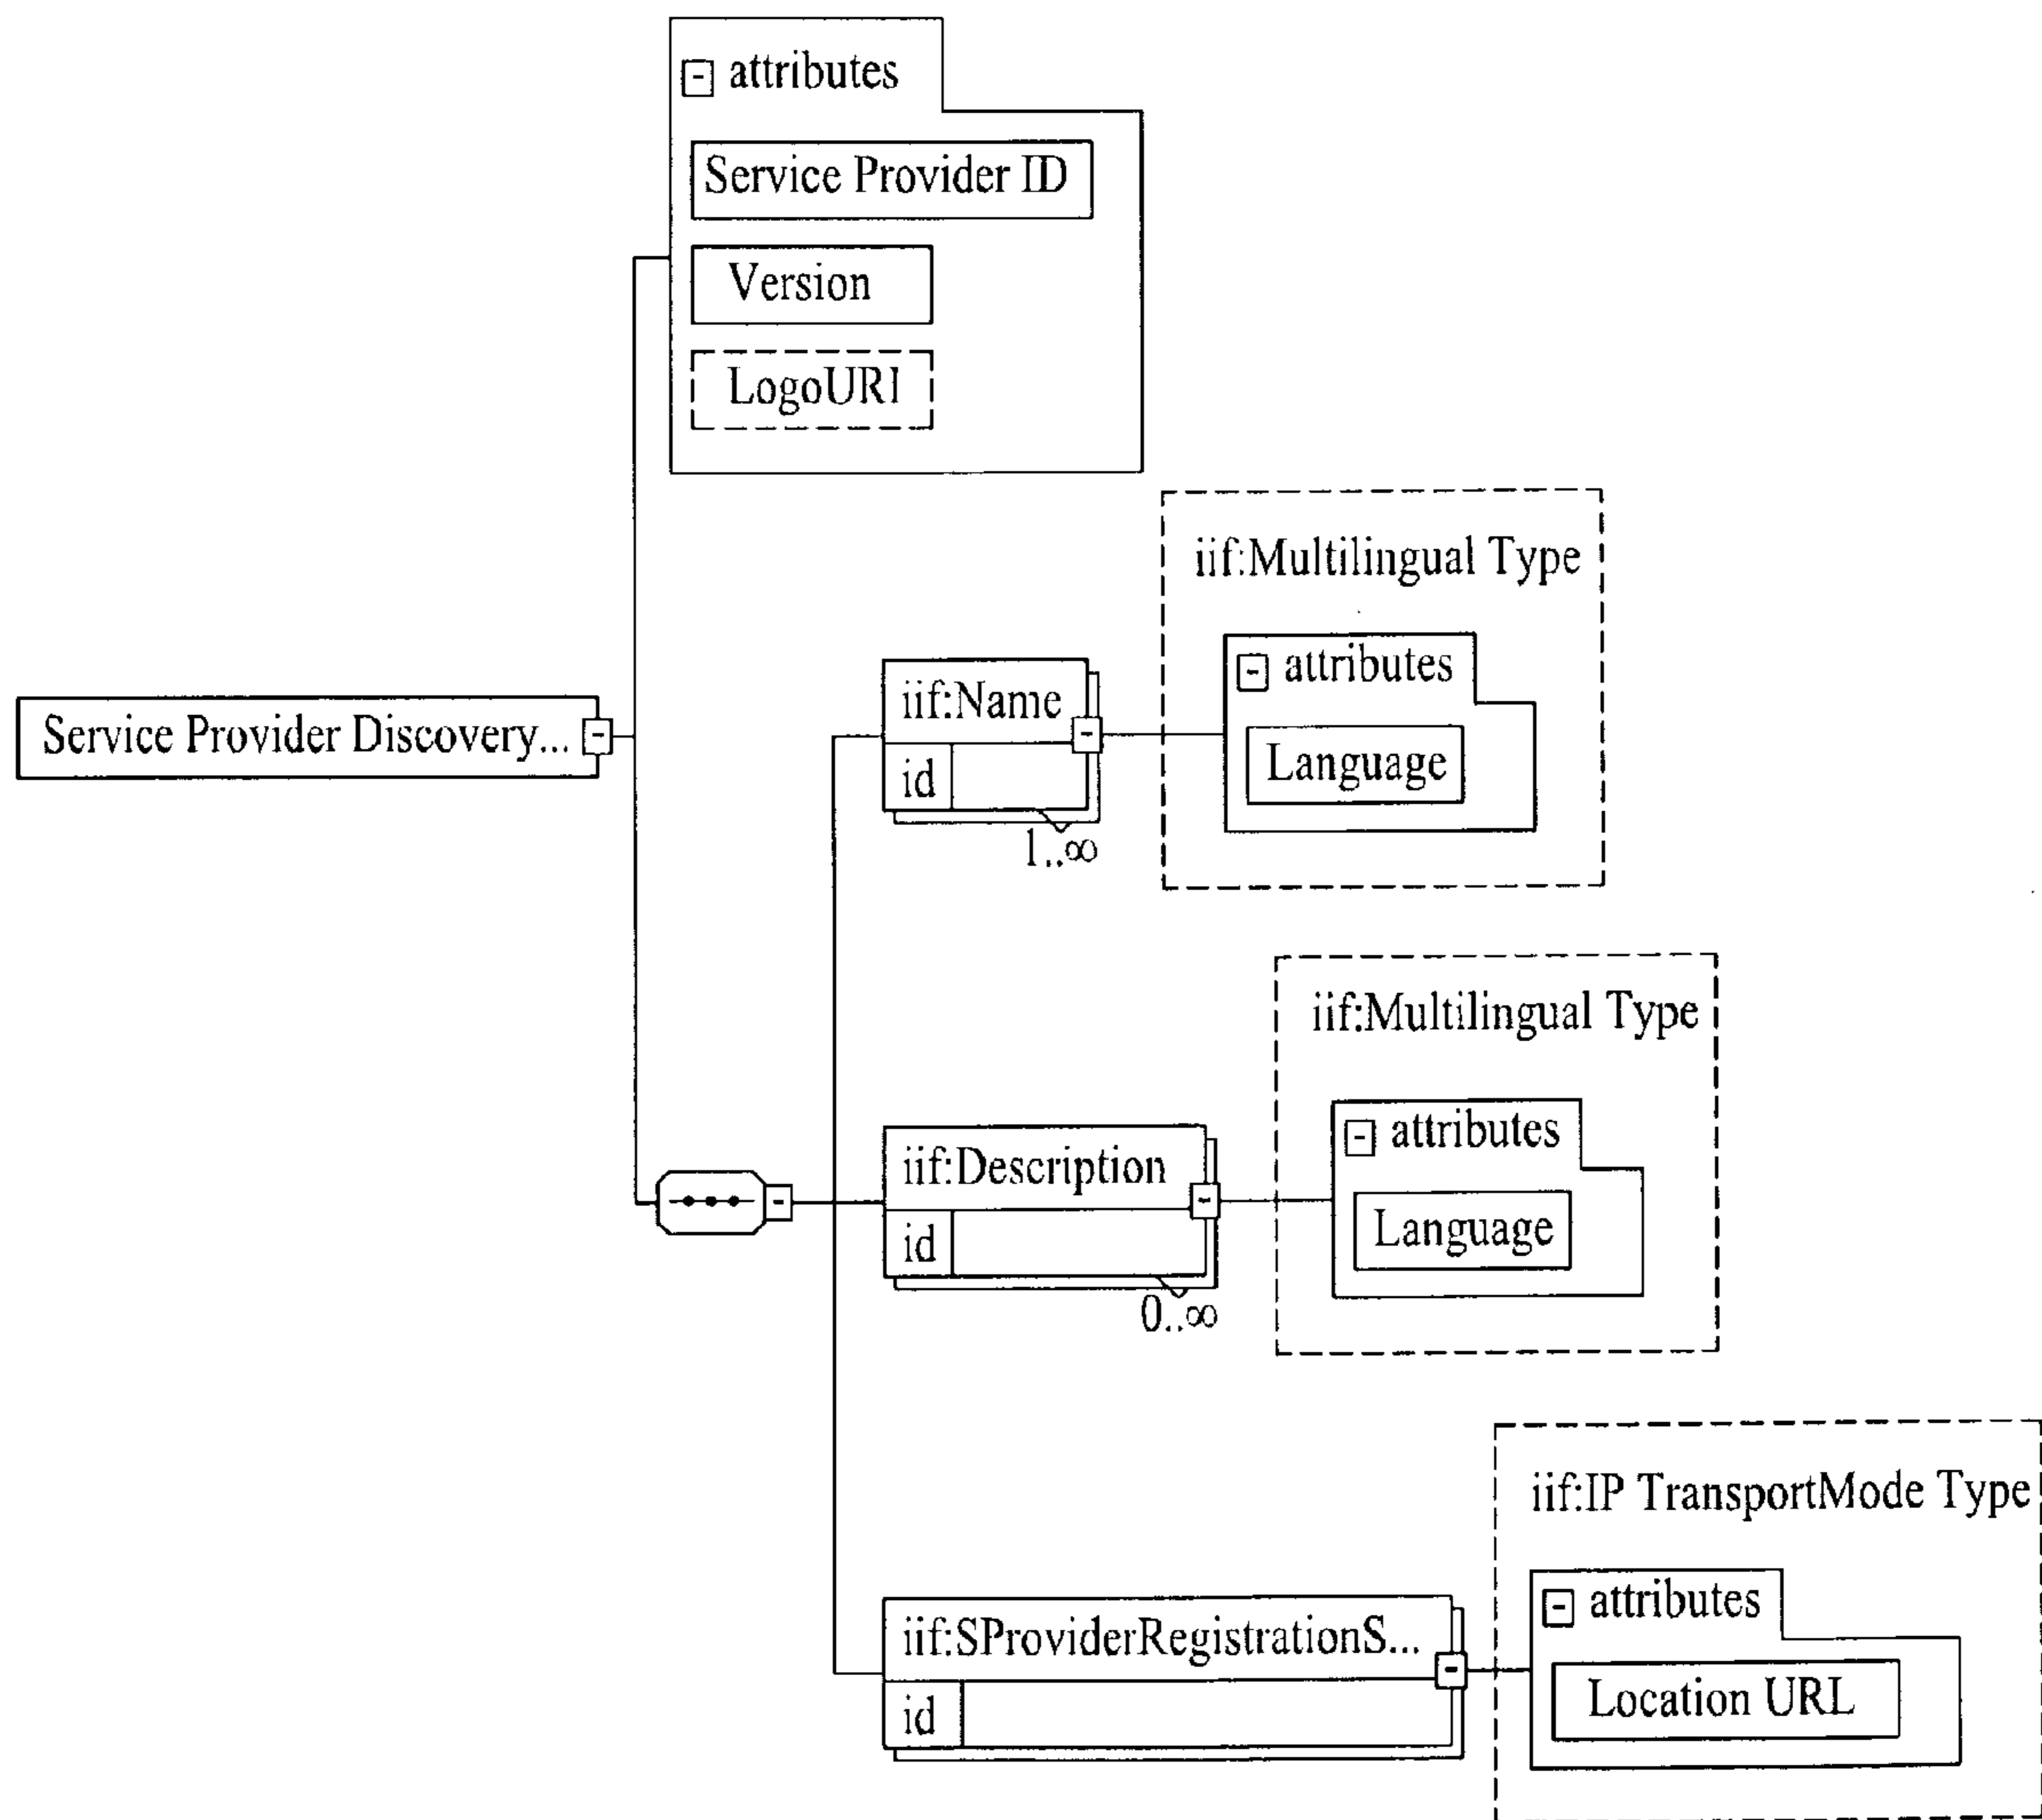 attributes
Service Provider ID
Version
LogoURI
iif:Multilingual Type
attributes
Language
iif:Name
id
1..∞
Service Provider Discovery...
iif:Multilingual Type
attributes
Language
iif:Description
id
0..∞
iif:IP TransportMode Type
attributes
Location URL
iif:SProviderRegistrationS...
id